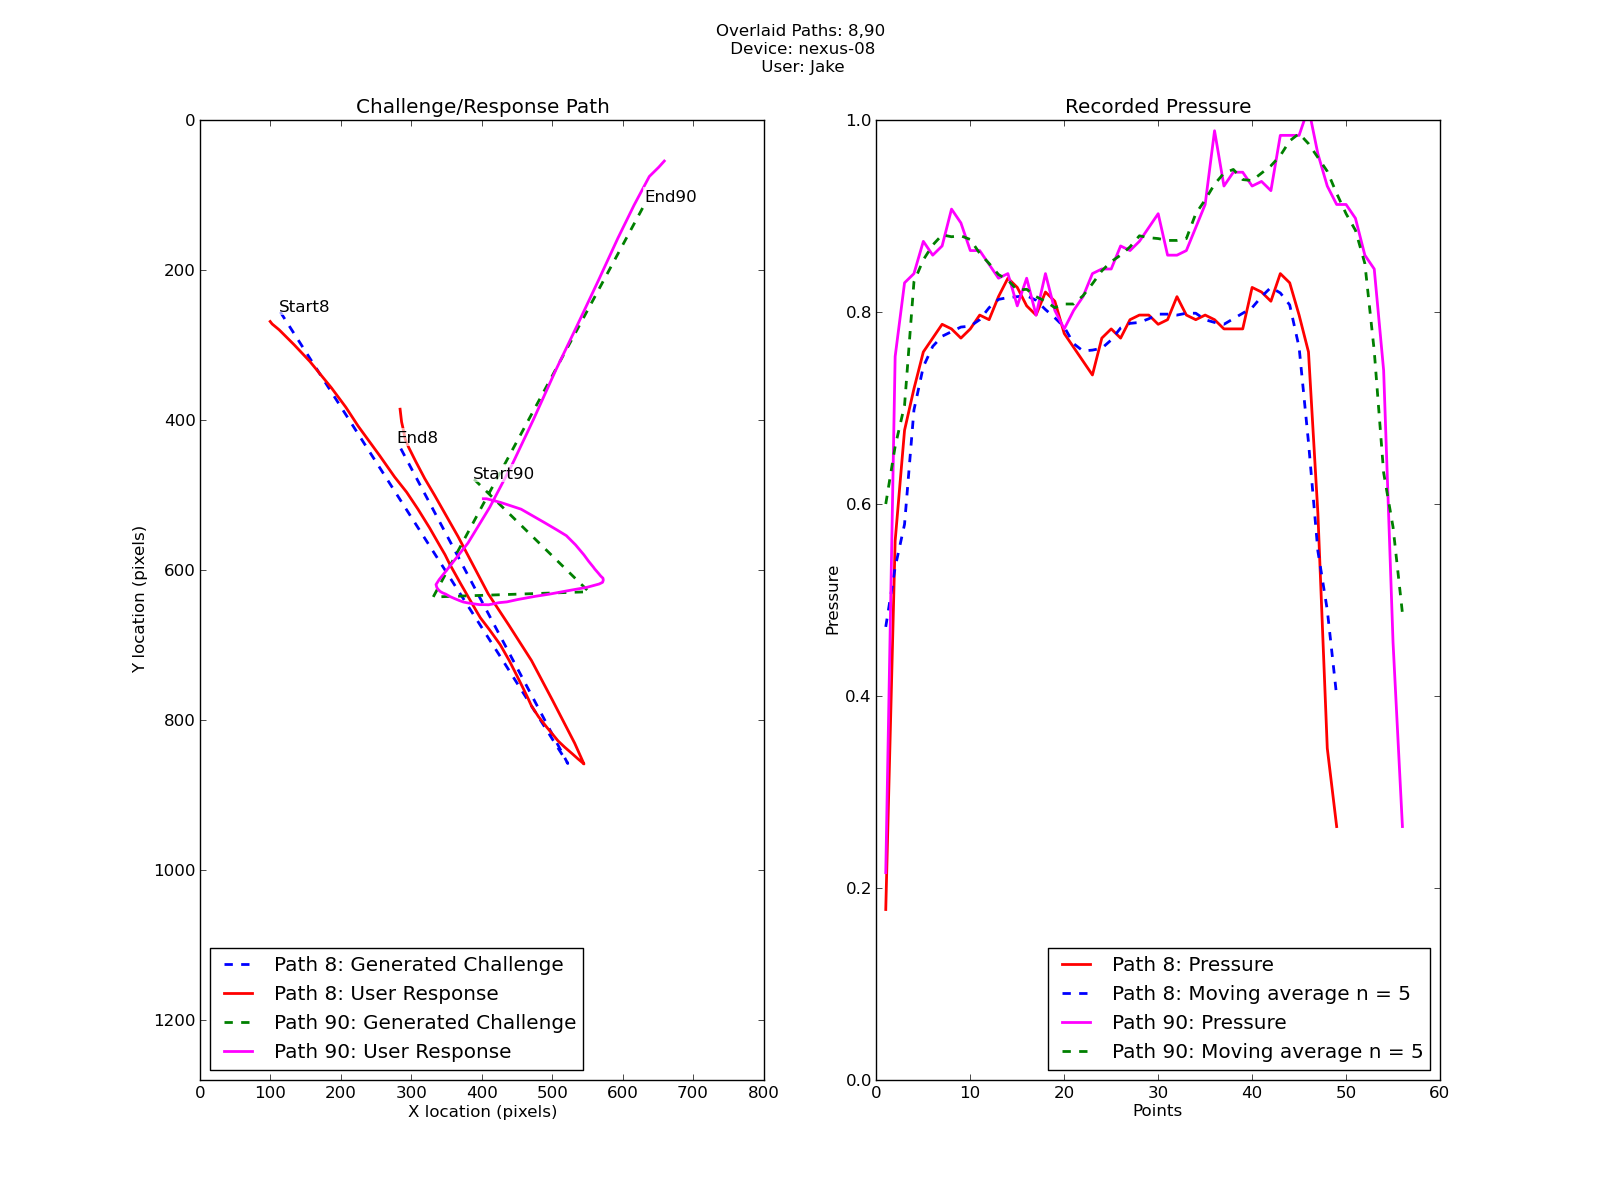 Overlaid Paths: 8,90
Device: nexus-08
User: Jake
Challenge/Response Path
0
200
400
600
800
1000
1200
Y location (pixels)
Start8
End8
Start90
End90
Path 8: Generated Challenge
Path 8: User Response
Path 90: Generated Challenge
Path 90: User Response
0 100 200 300 400 500 600 700 800
X location (pixels)
Recorded Pressure
1.0
0.8
0.6
0.4
0.2
0.0
Pressure
Path 8: Pressure
Path 8: Moving average n = 5
Path 90: Pressure
Path 90: Moving average n = 5
0 10 20 30 40 50 60
Points